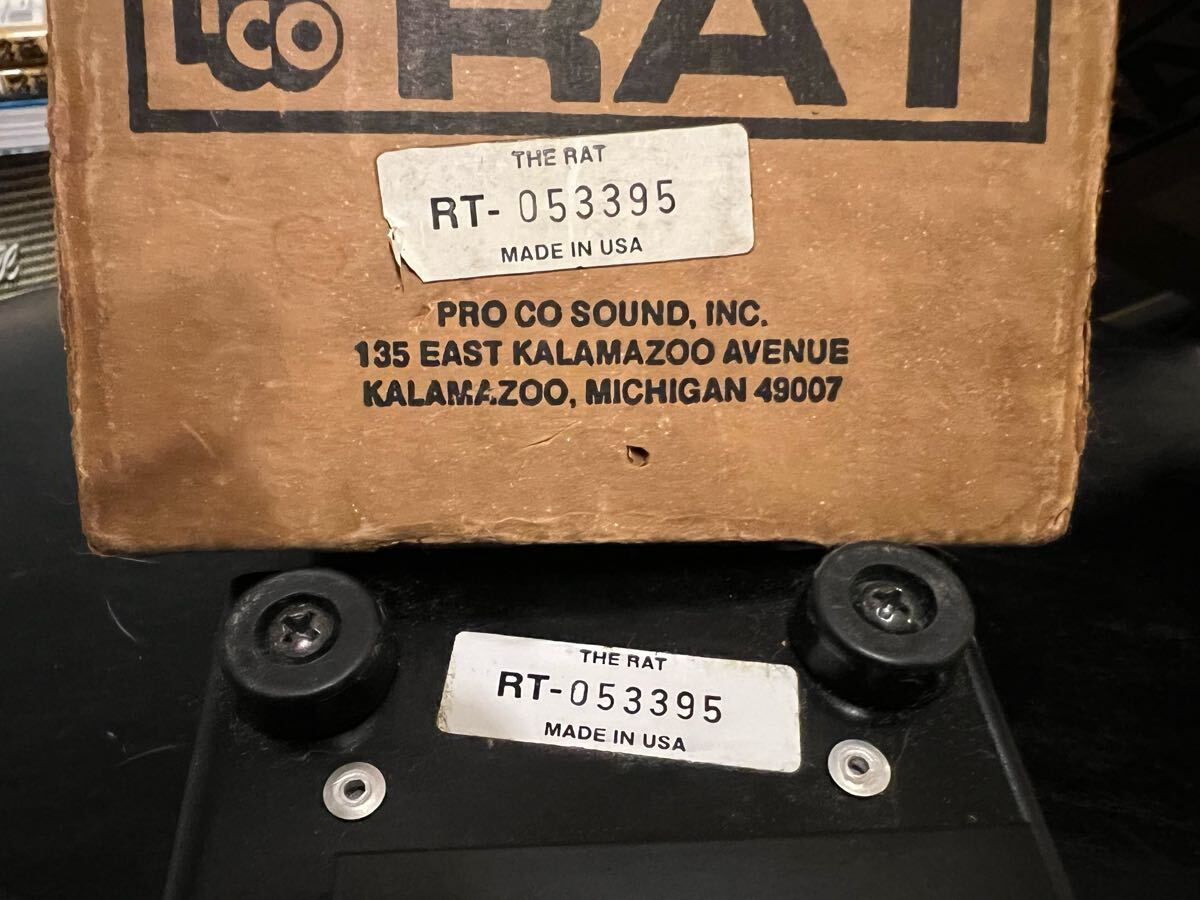 CO RAT
THE RAT
RT- 053395
MADE IN USA
PRO CO SOUND, INC.
135 EAST KALAMAZOO AVENUE
KALAMAZOO, MICHIGAN 49007
THE RAT
RT-053395
MADE IN USA